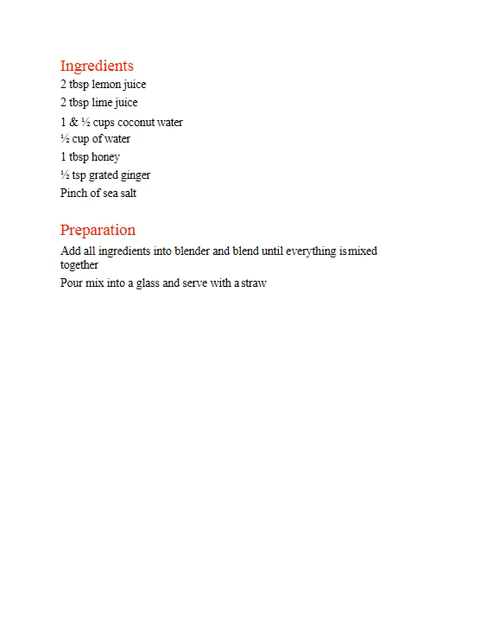 Ingredients
2 tbsp lemon juice
2 tbsp lime juice
1 & ½ cups coconut water
½ cup of water
1 tbsp honey
½ tsp grated ginger
Pinch of sea salt
Preparation
Add all ingredients into blender and blend until everything is mixed
together
Pour mix into a glass and serve with a straw